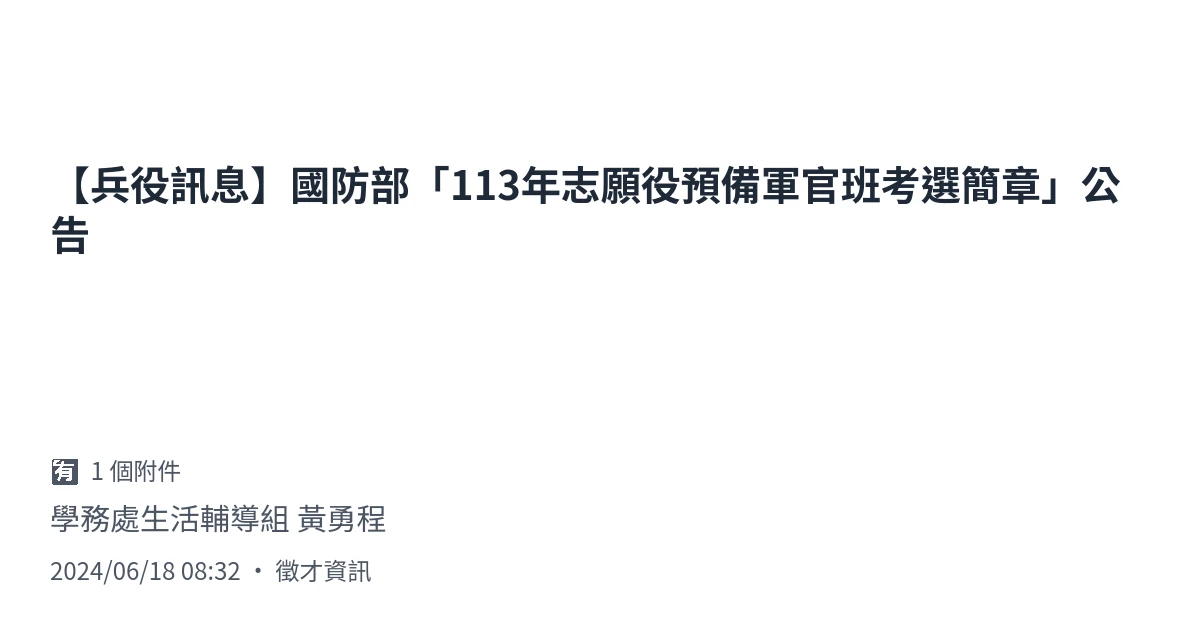 【兵役訊息】國防部「113年志願役預備軍官班考選簡章」公
告
有 1 個附件
學務處生活輔導組 黃勇程
2024/06/18 08:32 • 徵才資訊